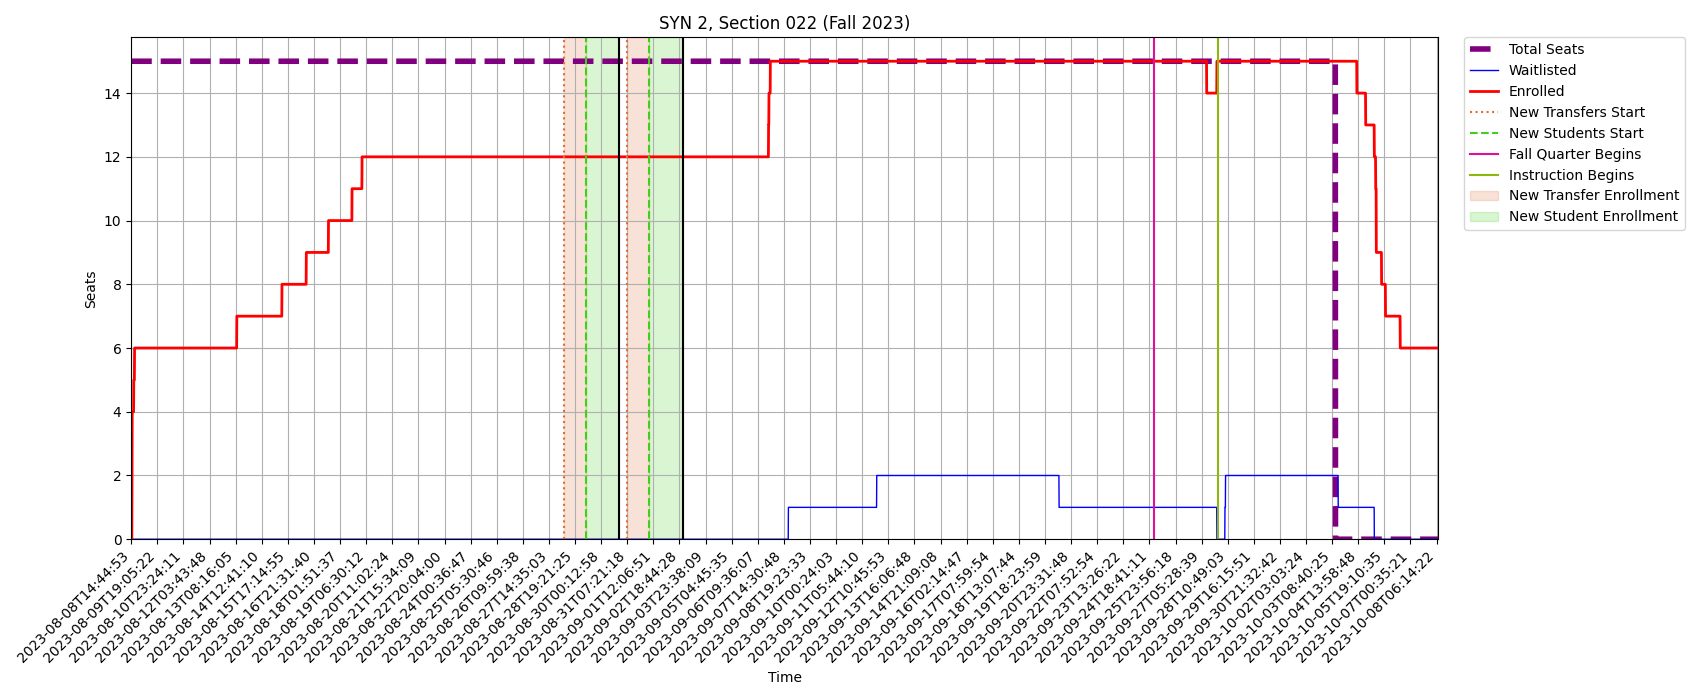 SYN 2, Section 022 (Fall 2023)
Total Seats
Waitlisted
Enrolled
New Transfers Start
New Students Start
Fall Quarter Begins
Instruction Begins
New Transfer Enrollment
New Student Enrollment
Seats
14
12
10
8
6
4
2
0
2023-08-08T14:44:53
2023-08-09T19:05:22
2023-08-10T23:24:11
2023-08-12T03:43:48
2023-08-13T08:16:05
2023-08-14T12:41:10
2023-08-15T17:14:55
2023-08-16T21:31:40
2023-08-18T01:51:37
2023-08-19T06:30:12
2023-08-20T11:02:24
2023-08-21T15:34:09
2023-08-22T20:04:00
2023-08-24T00:36:47
2023-08-25T05:30:46
2023-08-26T09:59:38
2023-08-27T14:35:03
2023-08-28T19:21:25
2023-08-30T00:12:58
2023-08-31T07:21:18
2023-09-01T12:06:51
2023-09-02T18:44:28
2023-09-03T23:38:09
2023-09-05T04:45:35
2023-09-06T09:36:07
2023-09-07T14:30:48
2023-09-08T19:23:33
2023-09-10T00:24:03
2023-09-11T05:44:10
2023-09-12T10:45:53
2023-09-13T16:06:48
2023-09-14T21:09:08
2023-09-16T02:14:47
2023-09-17T07:59:54
2023-09-18T13:07:44
2023-09-19T18:23:59
2023-09-20T23:31:48
2023-09-22T07:52:54
2023-09-23T13:26:22
2023-09-24T18:41:11
2023-09-25T23:56:18
2023-09-27T05:28:39
2023-09-28T10:49:03
2023-09-29T16:15:51
2023-09-30T21:32:42
2023-10-02T03:03:24
2023-10-03T08:40:25
2023-10-04T13:58:48
2023-10-05T19:10:35
2023-10-07T00:35:21
2023-10-08T06:14:22
Time